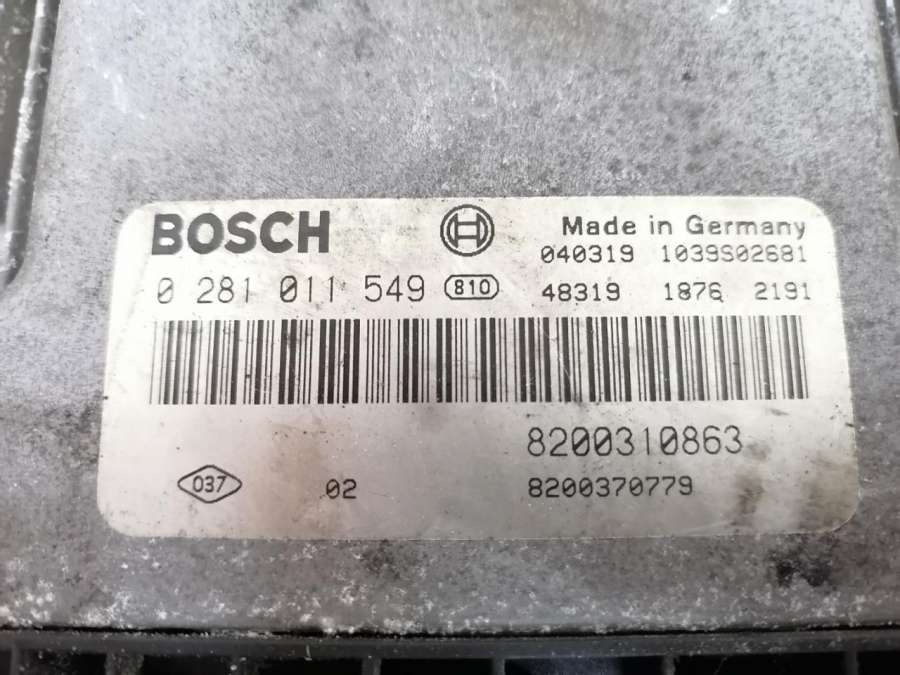 BOSCH
Made in Germany
040319 1039S02681
0 281 011 549 810 48319 1876 2191
8200310863
037 02 8200370779